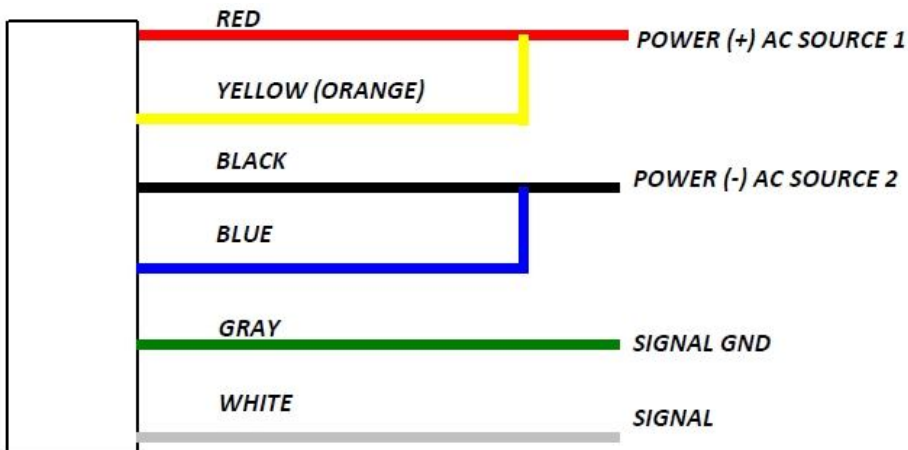 RED
POWER (+) AC SOURCE 1
YELLOW (ORANGE)
BLACK
POWER (-) AC SOURCE 2
BLUE
GRAY
SIGNAL GND
WHITE
SIGNAL